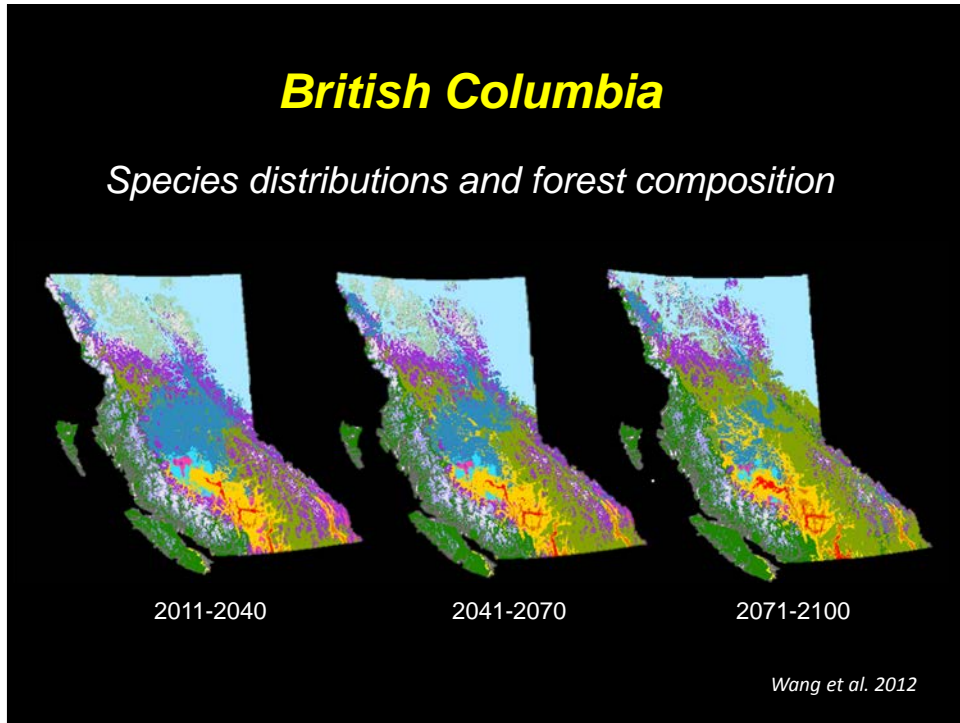 British Columbia
Species distributions and forest composition
2011-2040
2041-2070
2071-2100
Wang et al. 2012